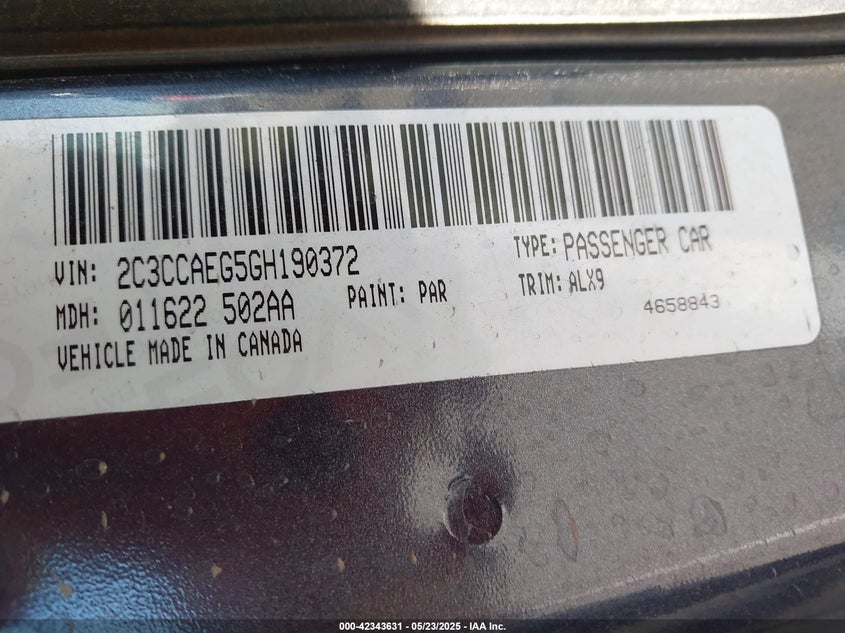 VIN: 2C3CCAEG5GH190372
TYPE: PASSENGER CAR
MDH: 011622 502AA
PAINT: PAR
TRIM: ALX9
4658843
VEHICLE MADE IN CANADA
000-42343631 - 05/23/2025 - IAA Inc.